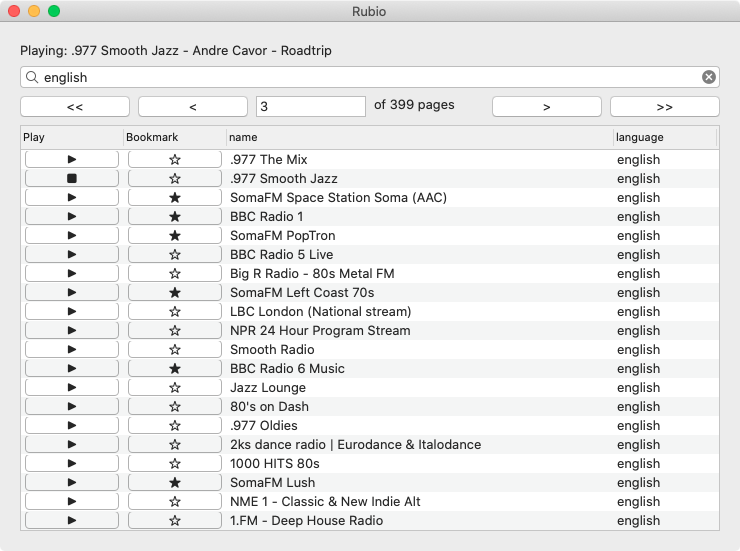 Rubio
Playing: .977 Smooth Jazz - Andre Cavor - Roadtrip
english
<< < 3 of 399 pages > >>
Play Bookmark name language
.977 The Mix english
.977 Smooth Jazz english
SomaFM Space Station Soma (AAC) english
BBC Radio 1 english
SomaFM PopTron english
BBC Radio 5 Live english
Big R Radio - 80s Metal FM english
SomaFM Left Coast 70s english
LBC London (National stream) english
NPR 24 Hour Program Stream english
Smooth Radio english
BBC Radio 6 Music english
Jazz Lounge english
80's on Dash english
.977 Oldies english
2ks dance radio | Eurodance & Italodance english
1000 HITS 80s english
SomaFM Lush english
NME 1 - Classic & New Indie Alt english
1.FM - Deep House Radio english